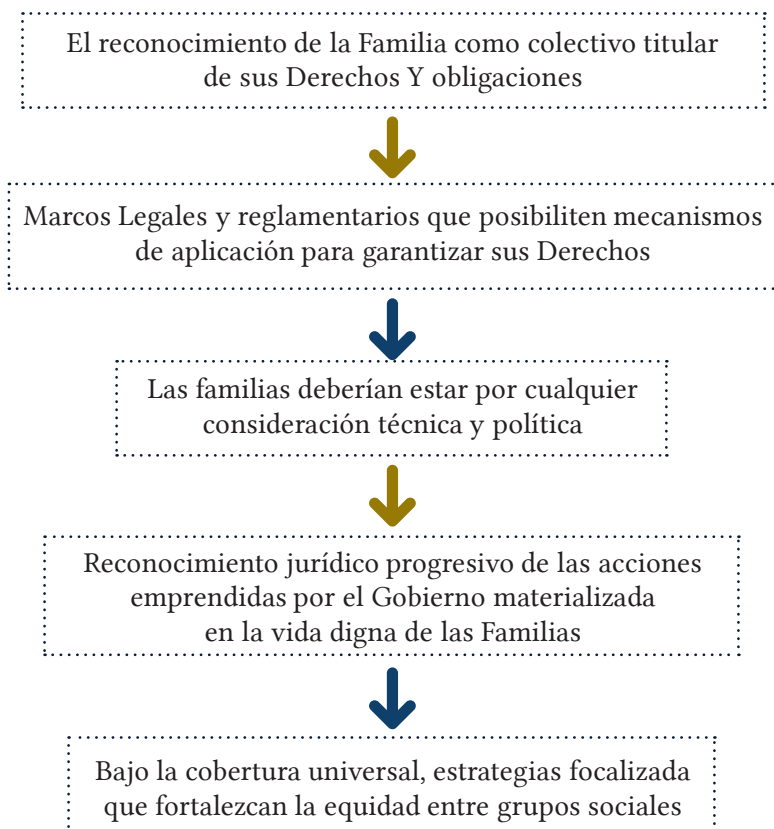 El reconocimiento de la Familia como colectivo titular
de sus Derechos Y obligaciones
Marcos Legales y reglamentarios que posibiliten mecanismos
de aplicación para garantizar sus Derechos
Las familias deberían estar por cualquier
consideración técnica y política
Reconocimiento jurídico progresivo de las acciones
emprendidas por el Gobierno materializada
en la vida digna de las Familias
Bajo la cobertura universal, estrategias focalizada
que fortalezcan la equidad entre grupos sociales